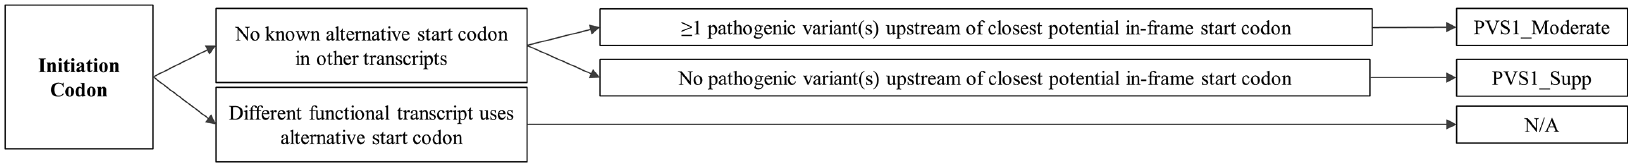 Initiation
Codon
No known alternative start codon
in other transcripts
≥1 pathogenic variant(s) upstream of closest potential in-frame start codon
PVS1_Moderate
No pathogenic variant(s) upstream of closest potential in-frame start codon
PVS1_Supp
Different functional transcript uses
alternative start codon
N/A